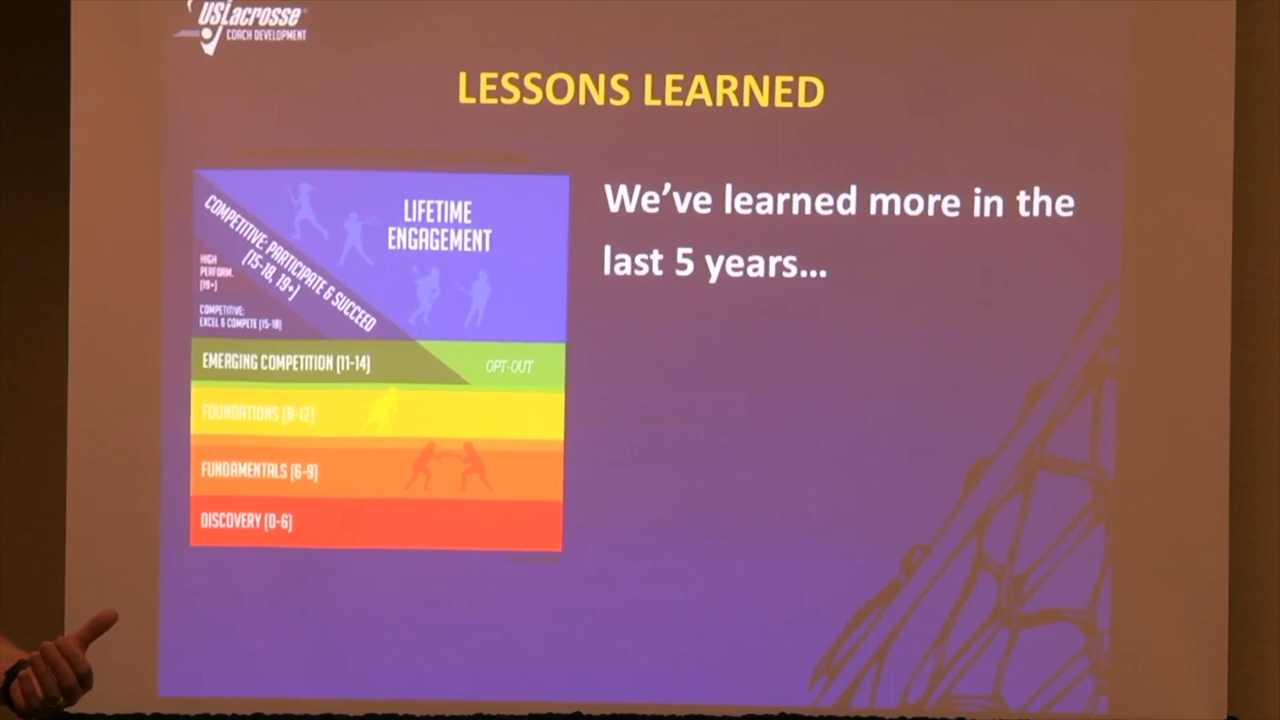 USLacrosse
COACH DEVELOPMENT
LESSONS LEARNED
We've learned more in the
last 5 years...
LIFETIME
ENGAGEMENT
COMPETITIVE: PARTICIPATE & SUCCEED
(15-18, 19+)
HIGH
PERFORM.
(19+)
COMPETITIVE:
EXCEL & COMPETE (15-18)
EMERGING COMPETITION (11-14)
OPT-OUT
FOUNDATIONS (8-12)
FUNDAMENTALS (6-9)
DISCOVERY (0-6)